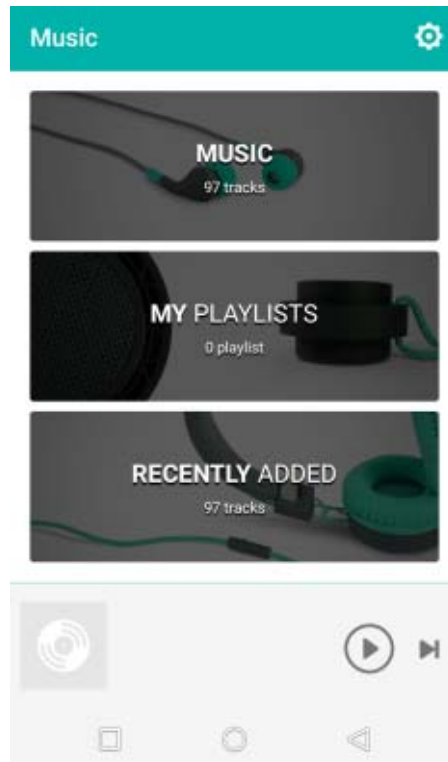 Music
MUSIC
97 tracks
MY PLAYLISTS
0 playlist
RECENTLY ADDED
97 tracks